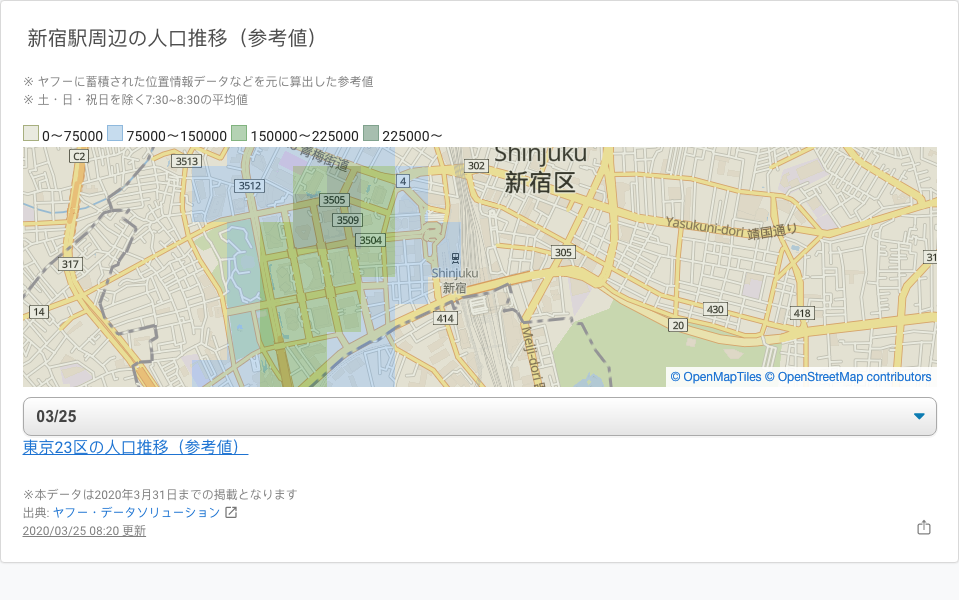 新宿駅周辺の人口推移（参考値）
※ ヤフーに蓄積された位置情報データなどを元に算出した参考値
※ 土・日・祝日を除く7:30~8:30の平均値
0〜75000 75000〜150000 150000〜225000 225000〜
C2
3513
青梅街道
302
Shinjuku
新宿区
3512
4
3505
3509
3504
Yasukuni-dori 靖国通り
305
31
317
Shinjuku
新宿
14
414
430
418
20
Meiji-dori
© OpenMapTiles © OpenStreetMap contributors
03/25
東京23区の人口推移（参考値）
※本データは2020年3月31日までの掲載となります
出典: ヤフー・データソリューション
2020/03/25 08:20 更新